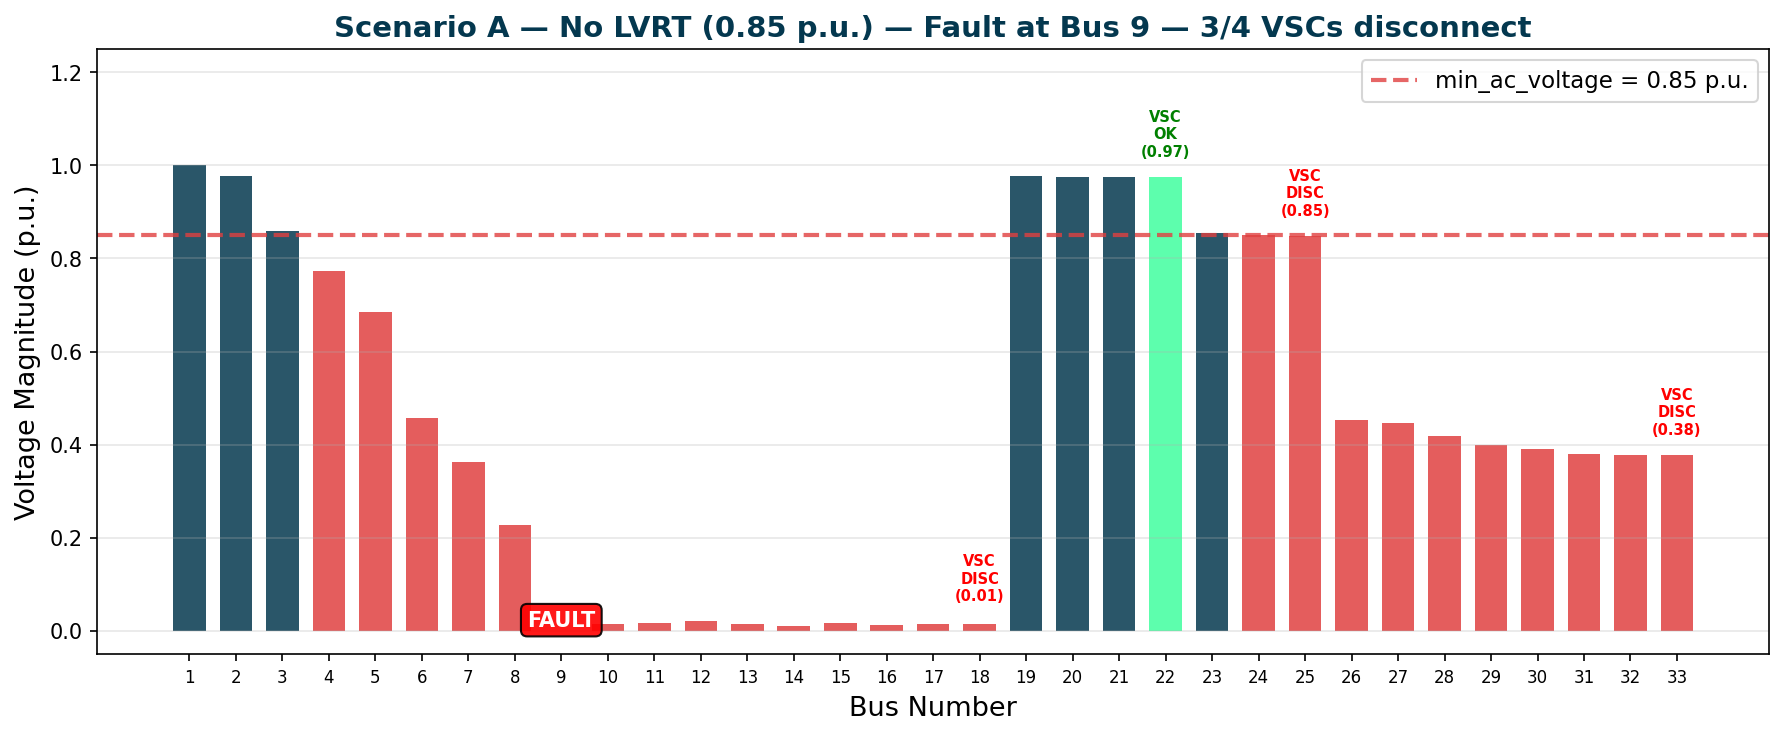 Scenario A — No LVRT (0.85 p.u.) — Fault at Bus 9 — 3/4 VSCs disconnect
min_ac_voltage = 0.85 p.u.
Voltage Magnitude (p.u.)
1.2
1.0
0.8
0.6
0.4
0.2
0.0
VSC
OK
(0.97)
VSC
DISC
(0.85)
VSC
DISC
(0.38)
VSC
DISC
(0.01)
FAULT
1 2 3 4 5 6 7 8 9 10 11 12 13 14 15 16 17 18 19 20 21 22 23 24 25 26 27 28 29 30 31 32 33
Bus Number